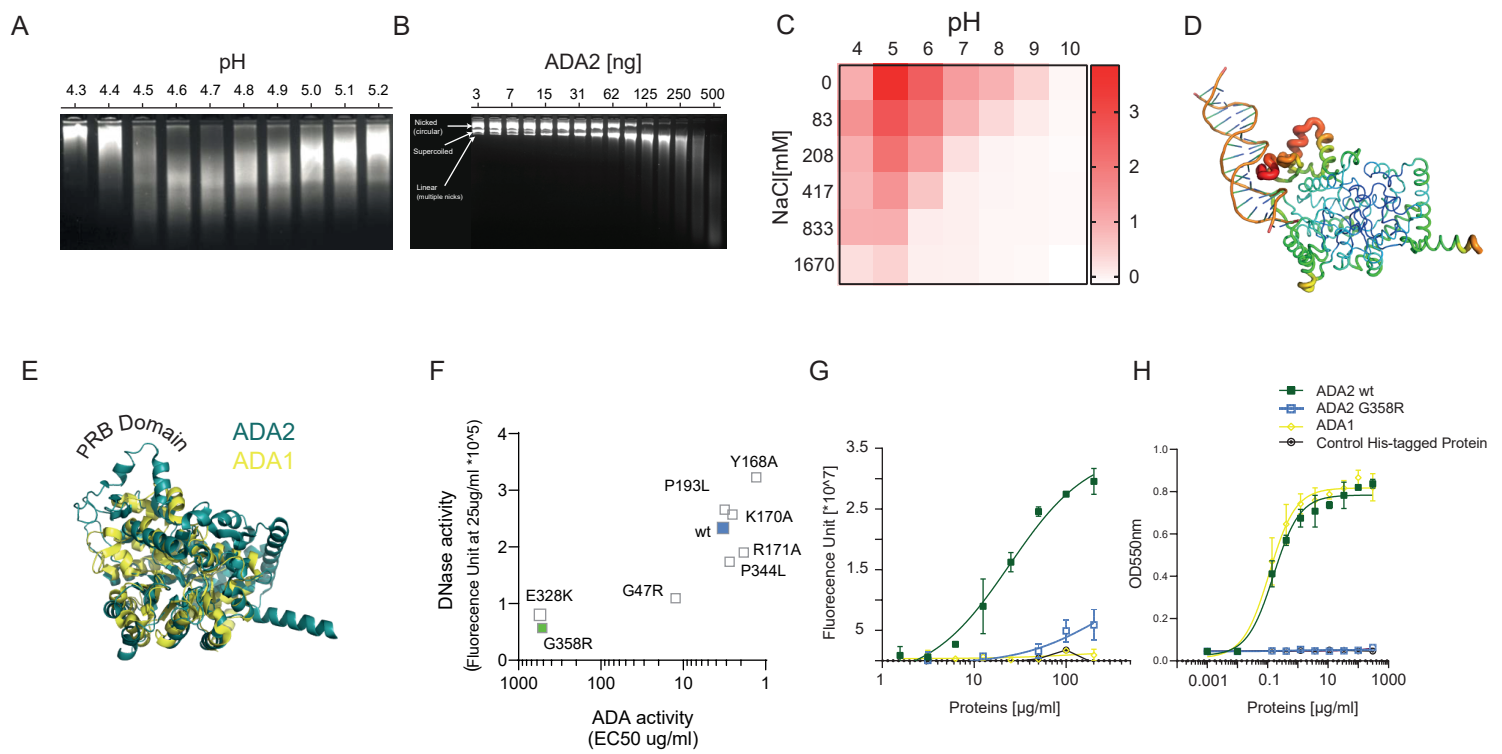 A
pH
4.3 4.4 4.5 4.6 4.7 4.8 4.9 5.0 5.1 5.2
B
ADA2 [ng]
3 7 15 31 62 125 250 500
Nicked
(circular)
Supercoiled
Linear
(multiple nicks)
C
pH
4 5 6 7 8 9 10
NaCl[mM]
0
83
208
417
833
1670
3
2
1
0
D
E
PRB Domain
ADA2
ADA1
F
DNase activity
(Fluorescence Unit at 25ug/ml *10^5)
4
3
2
1
0
Y168A
P193L
K170A
wt
R171A
P344L
G47R
E328K
G358R
1000 100 10 1
ADA activity
(EC50 ug/ml)
G
Fluorescence Unit [*10^7]
3.5
2.5
1.5
5
1 10 100
Proteins [µg/ml]
H
ADA2 wt
ADA2 G358R
ADA1
Control His-tagged Protein
OD550nm
1.0
0.8
0.6
0.4
0.2
0.0
0.001 0.1 10 1000
Proteins [µg/ml]